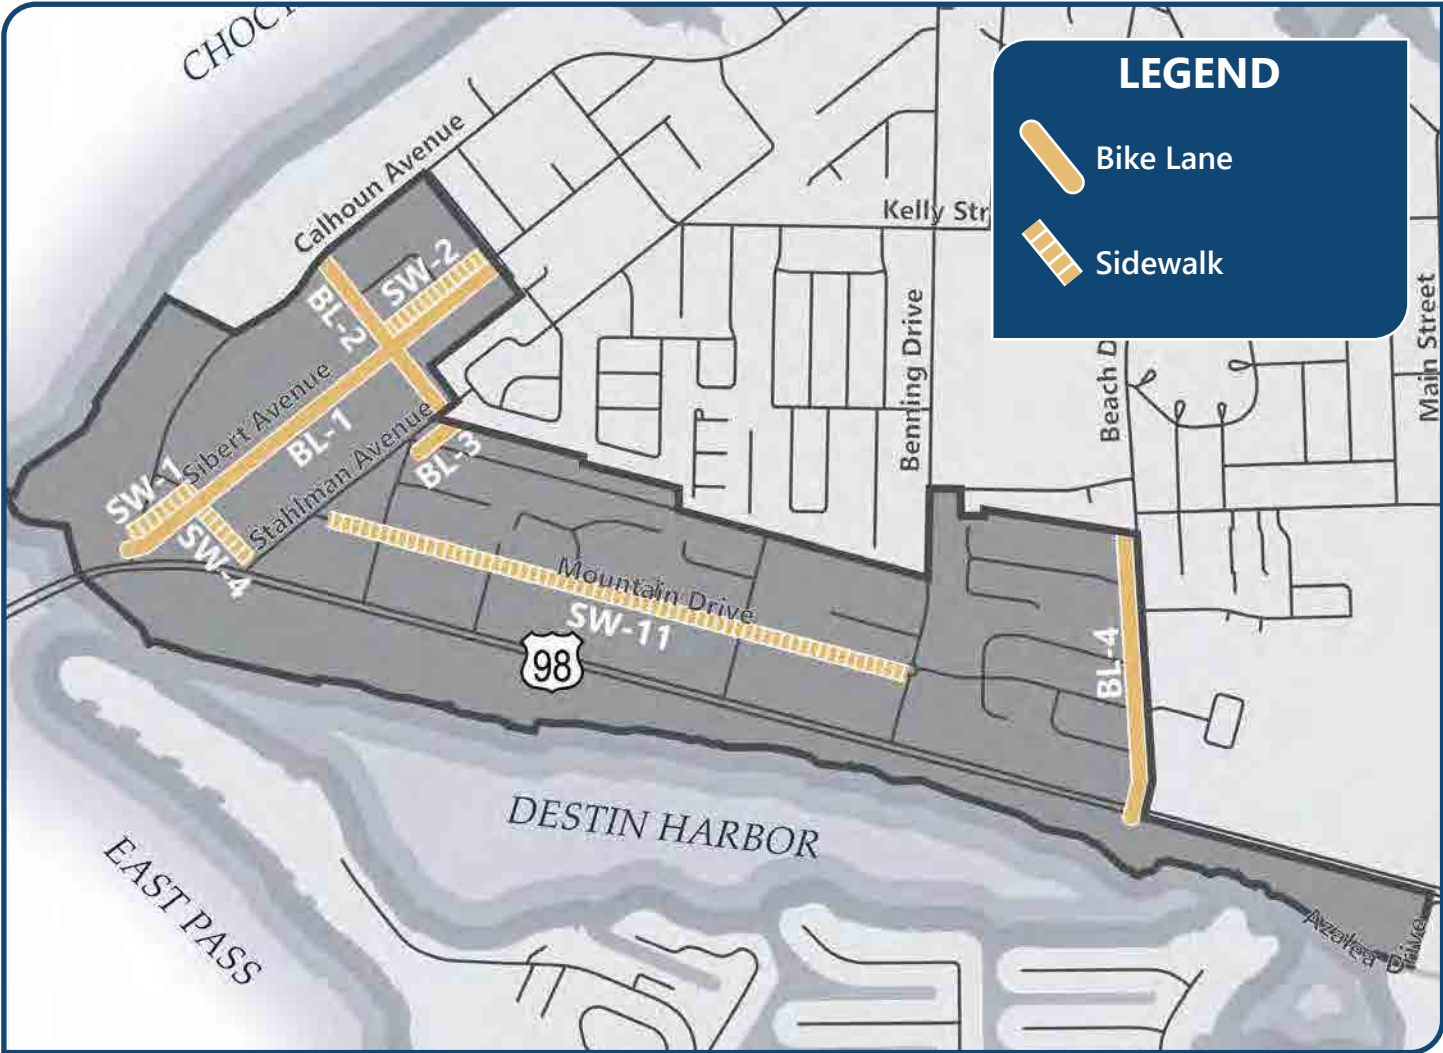 CHOCT
LEGEND
Bike Lane
Sidewalk
Calhoun Avenue
Kelly Str
SW-2
BL-2
Benning Drive
Beach D
Main Street
Sibert Avenue
BL-1
Stahlman Avenue
BL-3
SW-1
SW-4
Mountain Drive
SW-11
98
BL-4
DESTIN HARBOR
EAST PASS
Azalea Drive